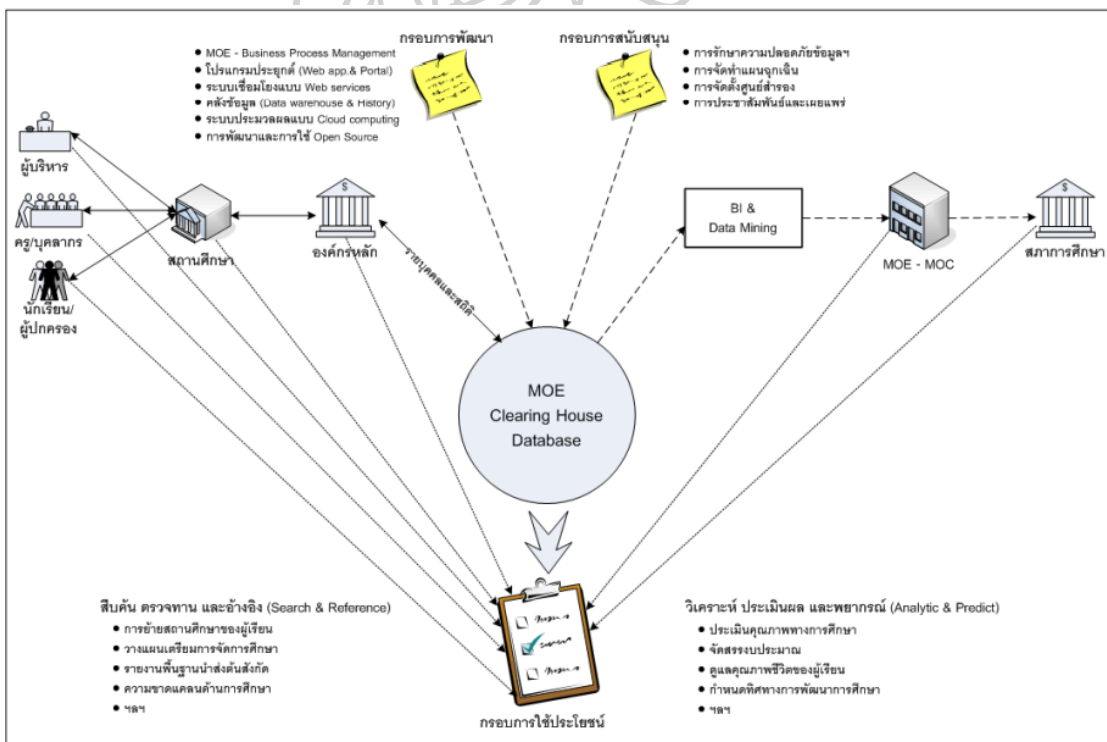 กรอบการพัฒนา
กรอบการสนับสนุน
● MOE - Business Process Management
● โปรแกรมประยุกต์ (Web app.& Portal)
● ระบบเชื่อมโยงแบบ Web services
● คลังข้อมูล (Data warehouse & History)
● ระบบประมวลผลแบบ Cloud computing
● การพัฒนาและการใช้ Open Source
● การรักษาความปลอดภัยข้อมูลฯ
● การจัดทำแผนฉุกเฉิน
● การจัดตั้งศูนย์สำรอง
● การประชาสัมพันธ์และเผยแพร่
ผู้บริหาร
ครู/บุคลากร
นักเรียน/
ผู้ปกครอง
สถานศึกษา
$
องค์กรหลัก
รายบุคคลและสถิติ
BI &
Data Mining
MOE - MOC
$
สภาการศึกษา
MOE
Clearing House
Database
สืบค้น ตรวจทาน และอ้างอิง (Search & Reference)
● การย้ายสถานศึกษาของผู้เรียน
● วางแผนเตรียมการจัดการศึกษา
● รายงานพื้นฐานนำส่งต้นสังกัด
● ความขาดแคลนด้านการศึกษา
● ฯลฯ
วิเคราะห์ ประเมินผล และพยากรณ์ (Analytic & Predict)
● ประเมินคุณภาพทางการศึกษา
● จัดสรรงบประมาณ
● ดูแลคุณภาพชีวิตของผู้เรียน
● กำหนดทิศทางการพัฒนาการศึกษา
● ฯลฯ
กรอบการใช้ประโยชน์